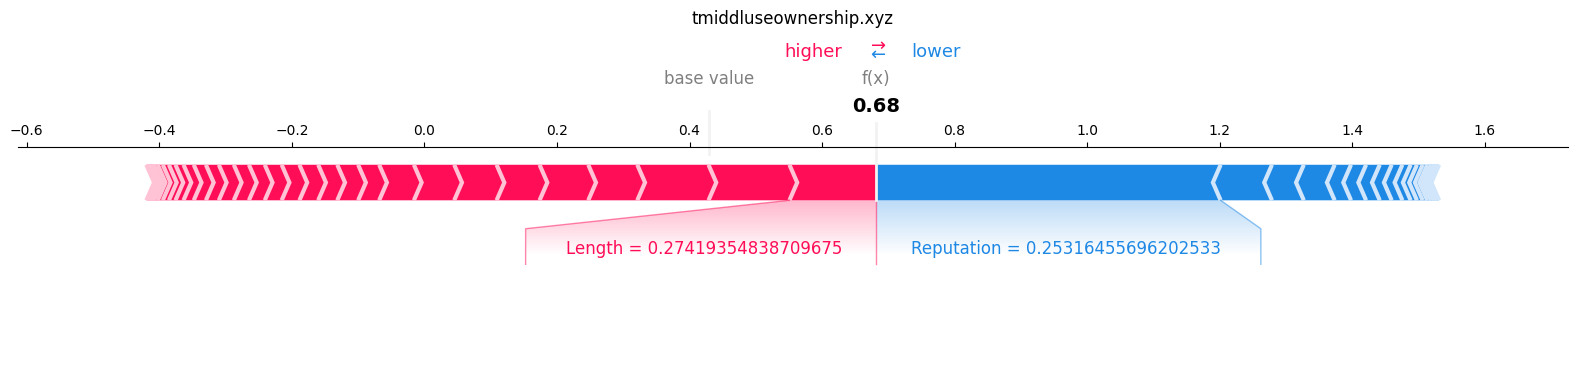 tmiddluseownership.xyz
higher ⇄ lower
base value f(x)
0.68
−0.6 −0.4 −0.2 0.0 0.2 0.4 0.6 0.8 1.0 1.2 1.4 1.6
Length = 0.27419354838709675 Reputation = 0.25316455696202533